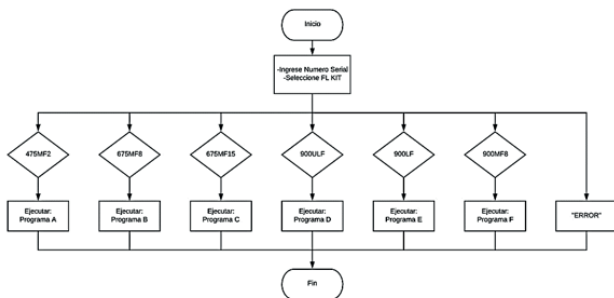 Inicio
-Ingrese Numero Serial
-Seleccione FL KIT
475MF2
675MF8
675MF15
900ULF
900LF
900MF8
Ejecutar:
Programa A
Ejecutar:
Programa B
Ejecutar:
Programa C
Ejecutar:
Programa D
Ejecutar:
Programa E
Ejecutar:
Programa F
"ERROR"
Fin